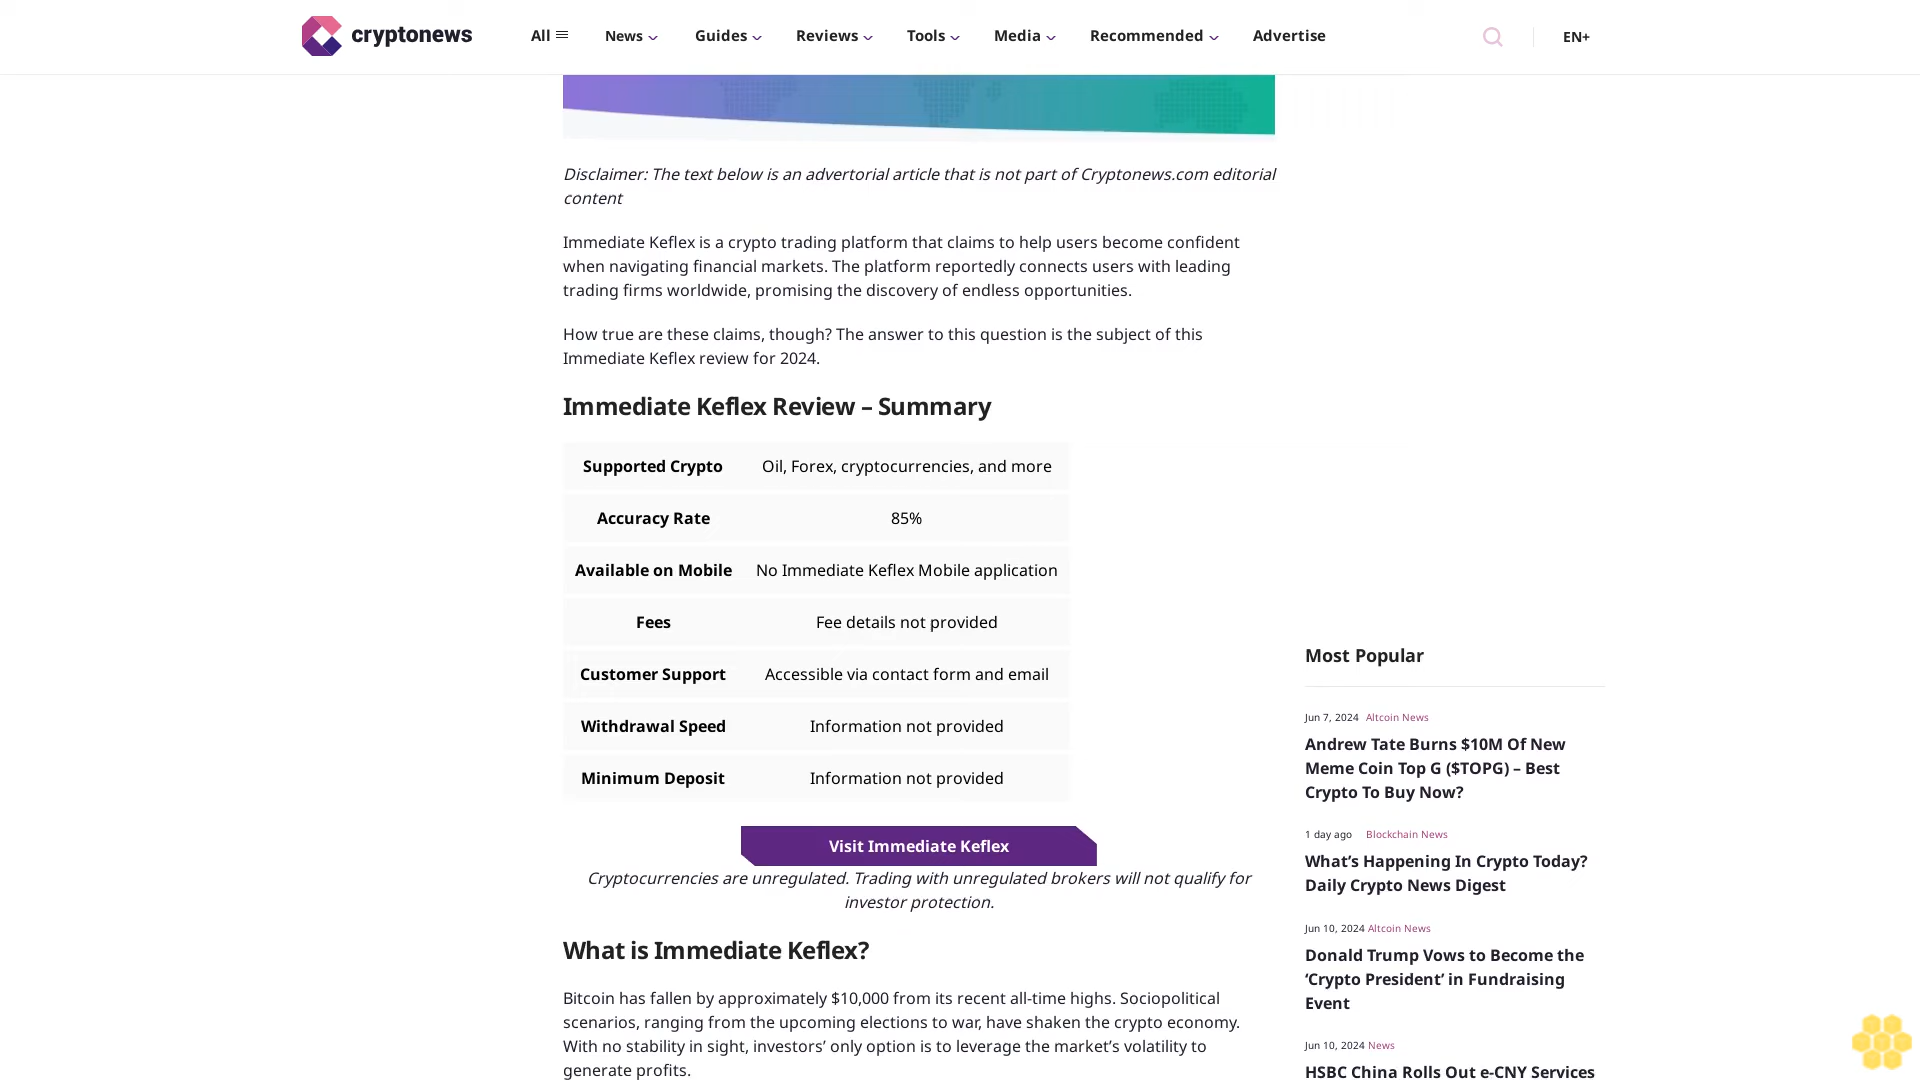 cryptonews
All
News
Guides
Reviews
Tools
Media
Recommended
Advertise
EN+
Disclaimer: The text below is an advertorial article that is not part of Cryptonews.com editorial
content
Immediate Keflex is a crypto trading platform that claims to help users become confident
when navigating financial markets. The platform reportedly connects users with leading
trading firms worldwide, promising the discovery of endless opportunities.
How true are these claims, though? The answer to this question is the subject of this
Immediate Keflex review for 2024.
Immediate Keflex Review – Summary
Supported Crypto Oil, Forex, cryptocurrencies, and more
Accuracy Rate 85%
Available on Mobile No Immediate Keflex Mobile application
Fees Fee details not provided
Customer Support Accessible via contact form and email
Withdrawal Speed Information not provided
Minimum Deposit Information not provided
Visit Immediate Keflex
Cryptocurrencies are unregulated. Trading with unregulated brokers will not qualify for
investor protection.
What is Immediate Keflex?
Bitcoin has fallen by approximately $10,000 from its recent all-time highs. Sociopolitical
scenarios, ranging from the upcoming elections to war, have shaken the crypto economy.
With no stability in sight, investors’ only option is to leverage the market’s volatility to
generate profits.
Most Popular
Jun 7, 2024 Altcoin News
Andrew Tate Burns $10M Of New
Meme Coin Top G ($TOPG) – Best
Crypto To Buy Now?
1 day ago Blockchain News
What’s Happening In Crypto Today?
Daily Crypto News Digest
Jun 10, 2024 Altcoin News
Donald Trump Vows to Become the
‘Crypto President’ in Fundraising
Event
Jun 10, 2024 News
HSBC China Rolls Out e-CNY Services